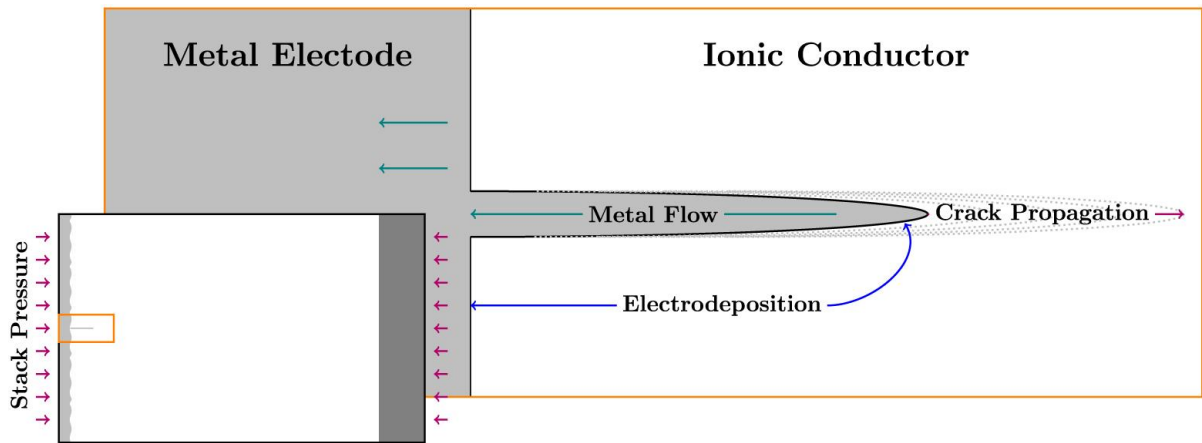 Metal Electode
Ionic Conductor
Metal Flow
Crack Propagation
Electrodeposition
Stack Pressure